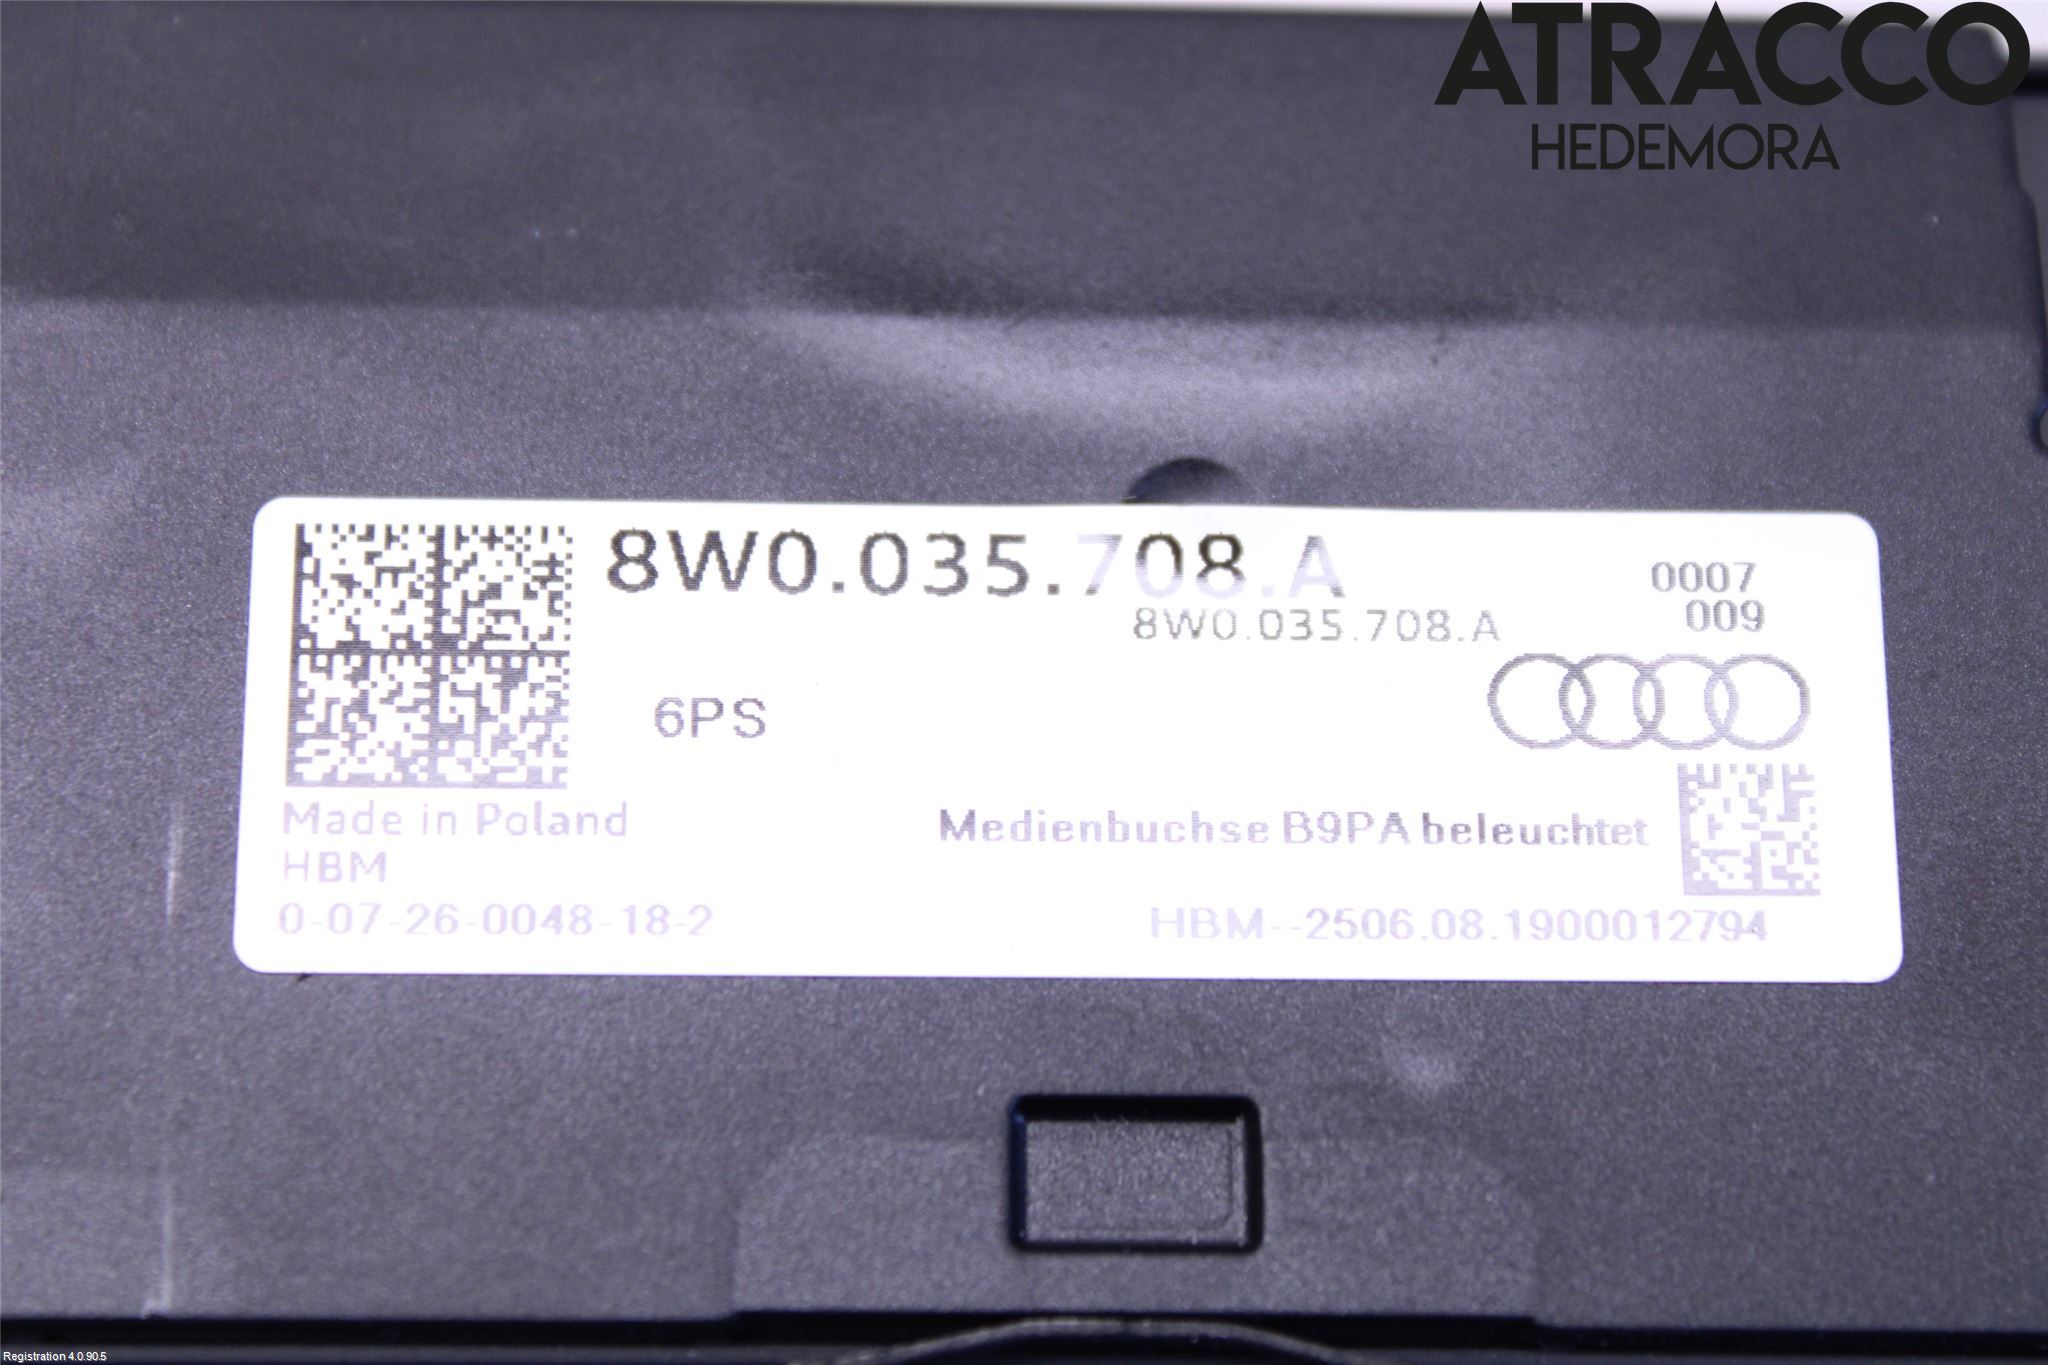 ATRACCO
HEDEMORA
8W0.035.708.A
8W0.035.708.A
0007
009
6PS
Made in Poland
HBM
0-07-26-0048-18-2
Medienbuchse B9PA beleuchtet
HBM--2506.08.1900012794
Registration 4.0.90.5